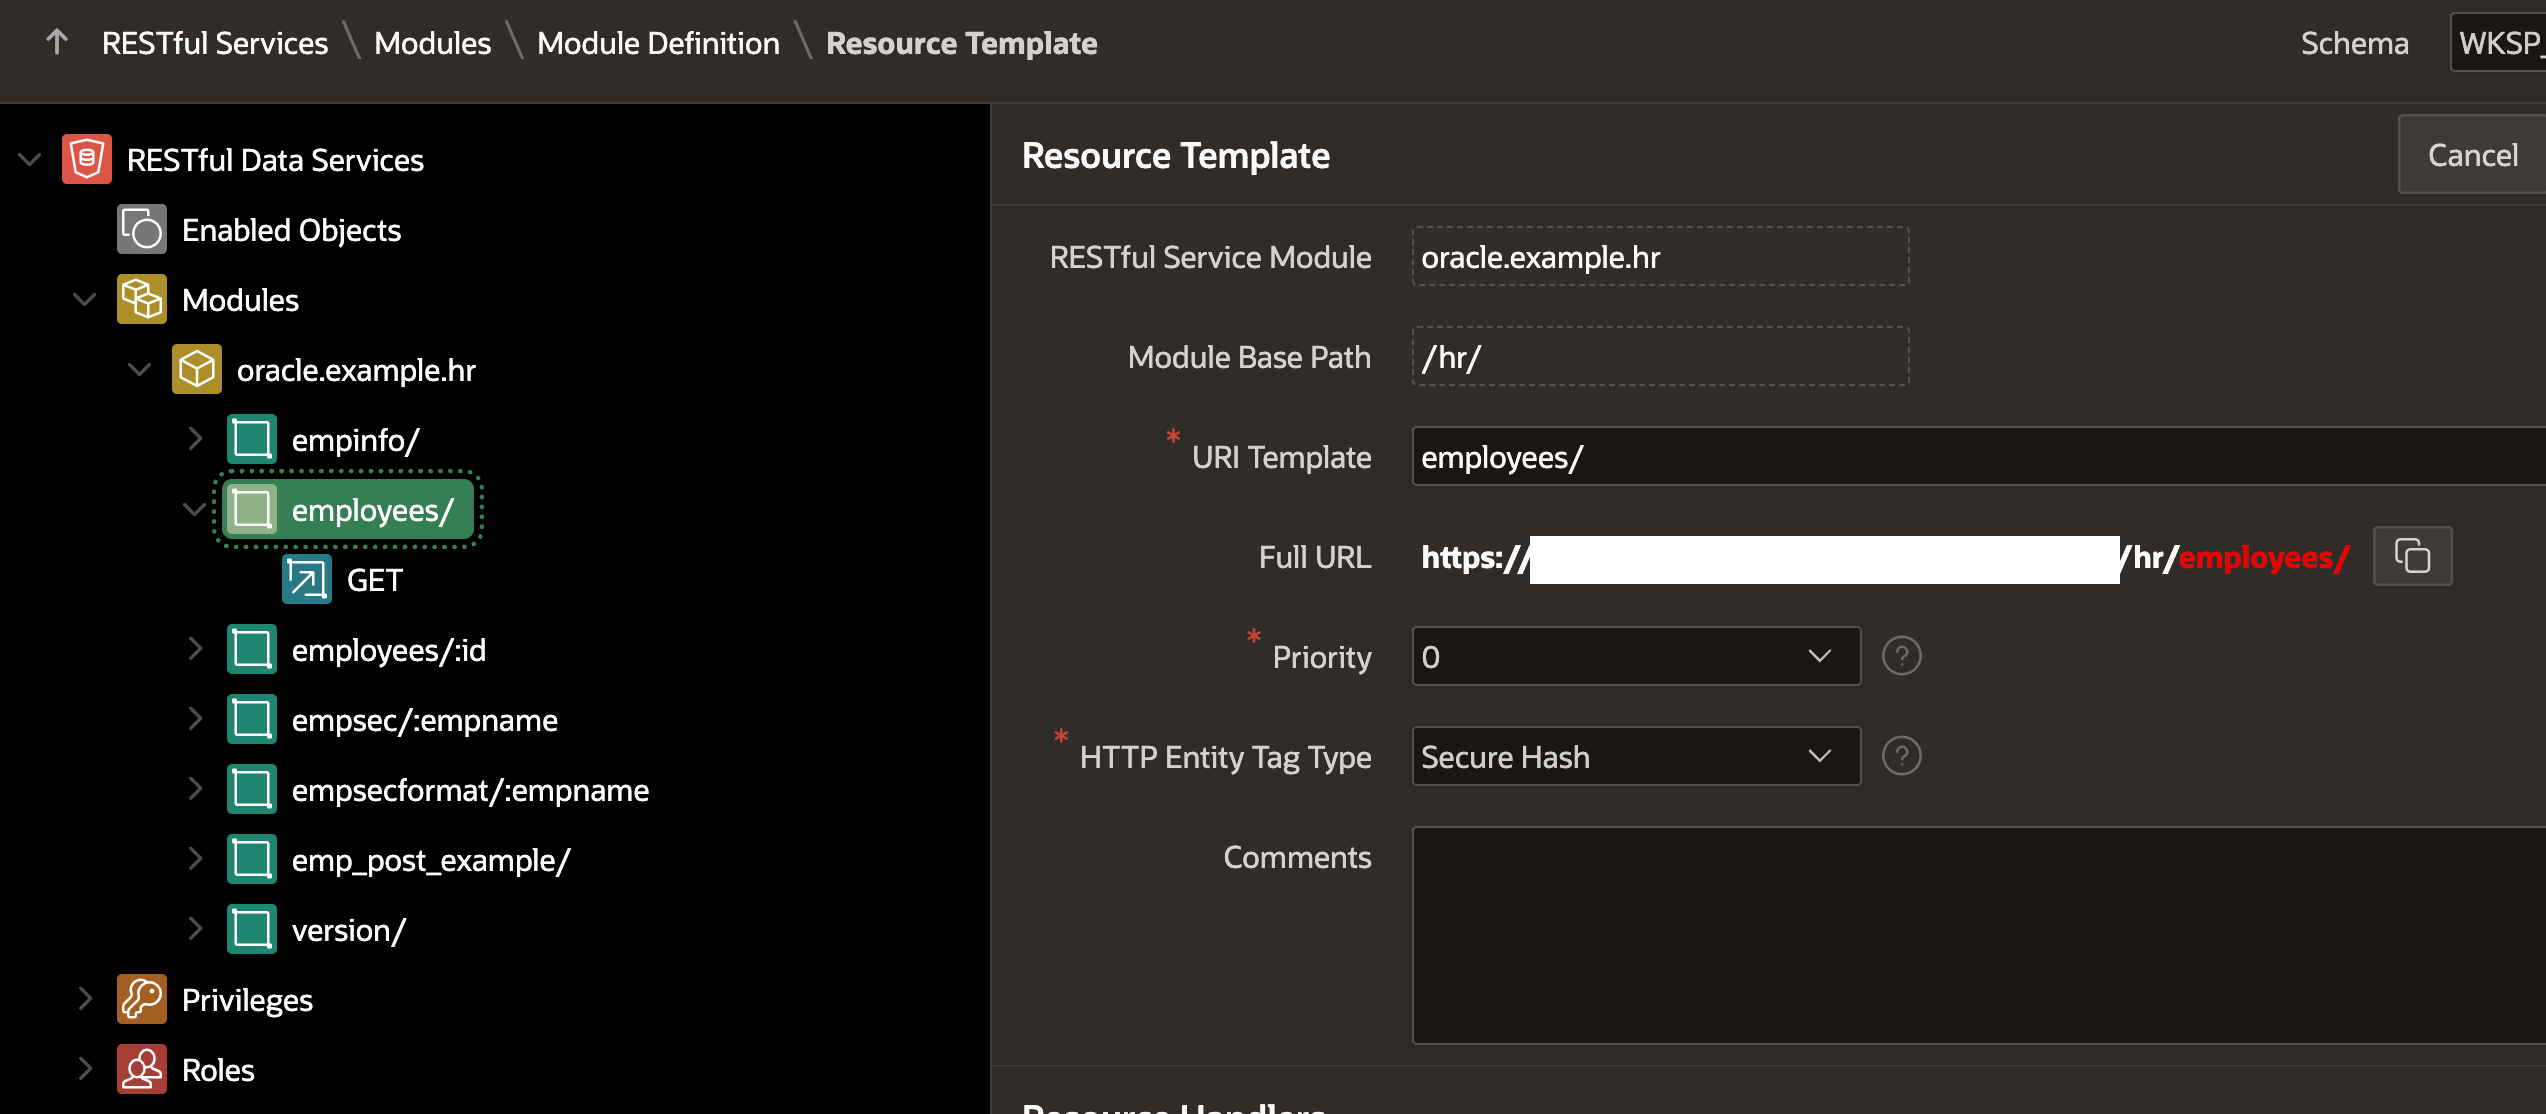 RESTful Services \ Modules \ Module Definition \ Resource Template
Schema
WKSP_
RESTful Data Services
Enabled Objects
Modules
oracle.example.hr
empinfo/
employees/
GET
employees/:id
empsec/:empname
empsecformat/:empname
emp_post_example/
version/
Privileges
Roles
Resource Template
Cancel
RESTful Service Module oracle.example.hr
Module Base Path /hr/
* URI Template employees/
Full URL https:// /hr/employees/
* Priority 0 ?
* HTTP Entity Tag Type Secure Hash ?
Comments
Resource Handlers